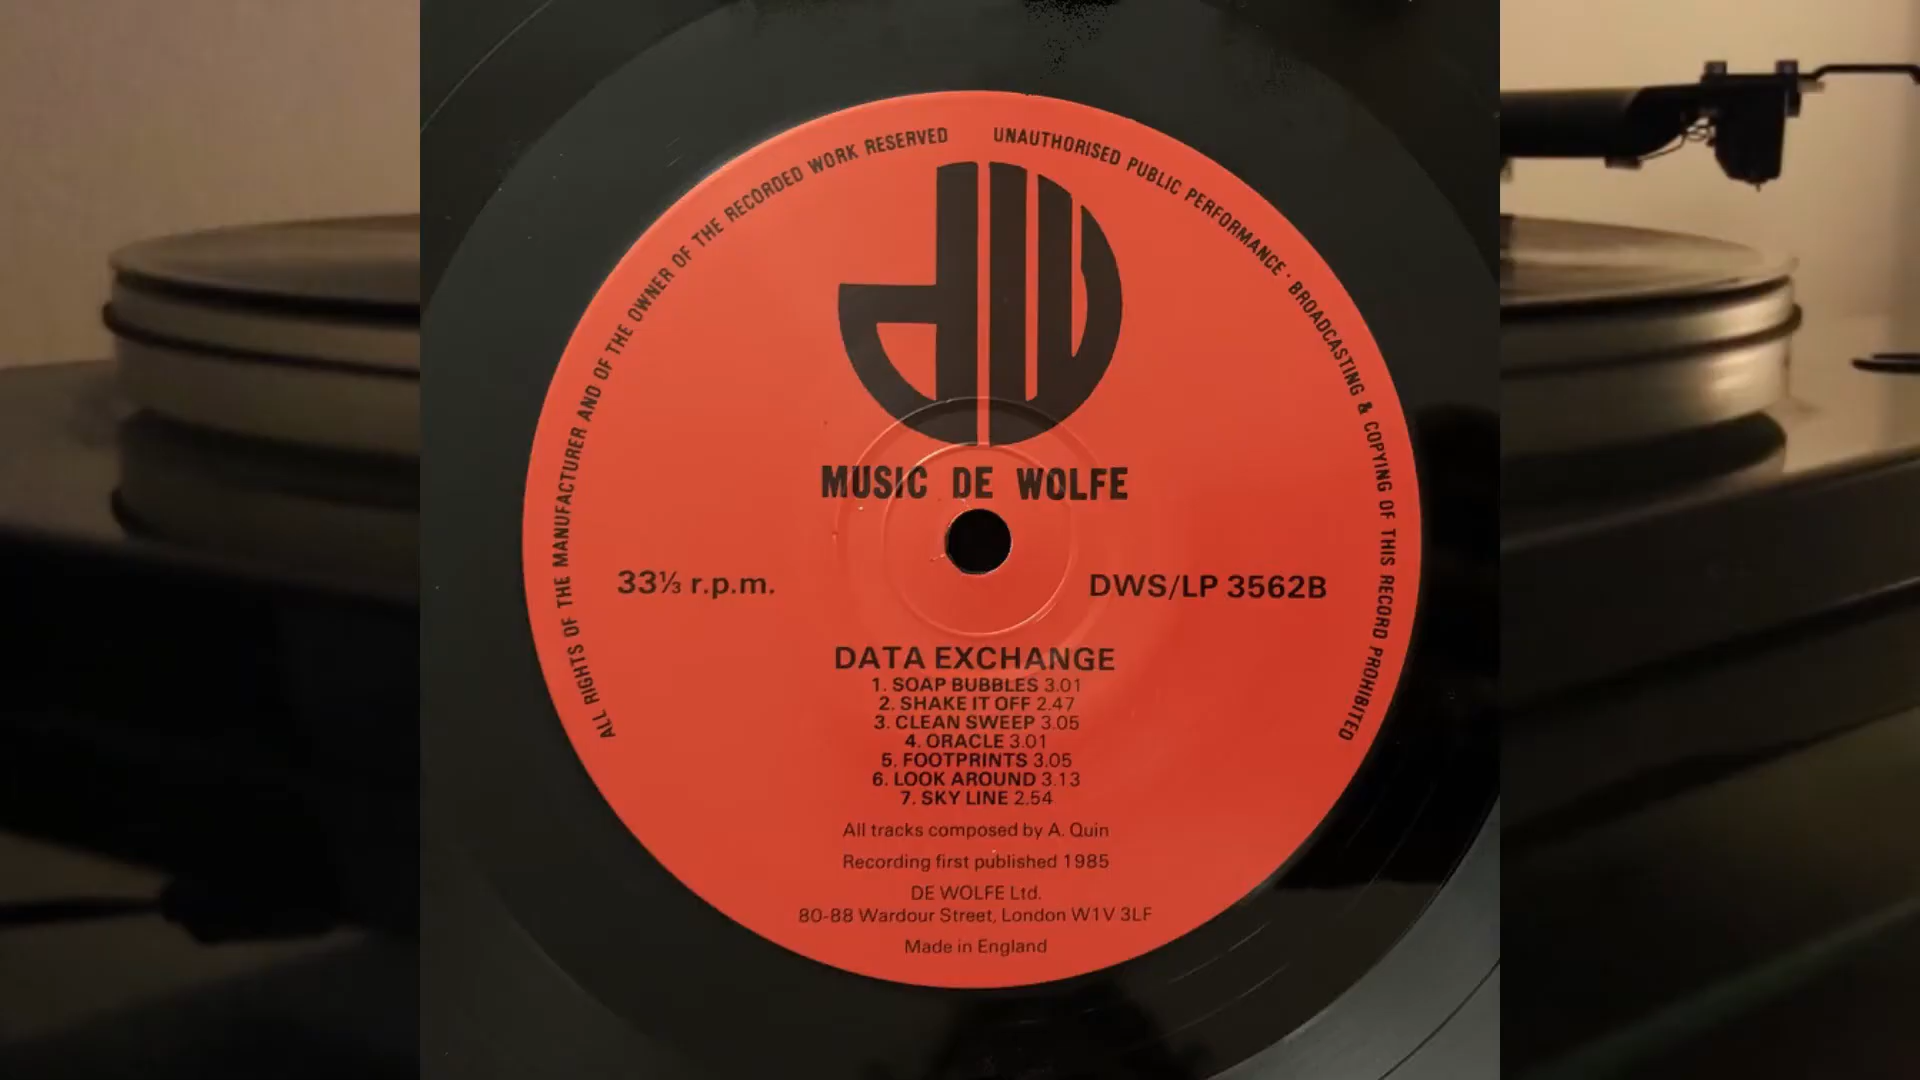 ALL RIGHTS OF THE MANUFACTURER AND OF THE OWNER OF THE RECORDED WORK RESERVED
UNAUTHORISED PUBLIC PERFORMANCE · BROADCASTING & COPYING OF THIS RECORD PROHIBITED
dw
MUSIC DE WOLFE
33⅓ r.p.m.
DWS/LP 3562B
DATA EXCHANGE
1. SOAP BUBBLES 3.01
2. SHAKE IT OFF 2.47
3. CLEAN SWEEP 3.05
4. ORACLE 3.01
5. FOOTPRINTS 3.05
6. LOOK AROUND 3.13
7. SKY LINE 2.54
All tracks composed by A. Quin
Recording first published 1985
DE WOLFE Ltd.
80-88 Wardour Street, London W1V 3LF
Made in England